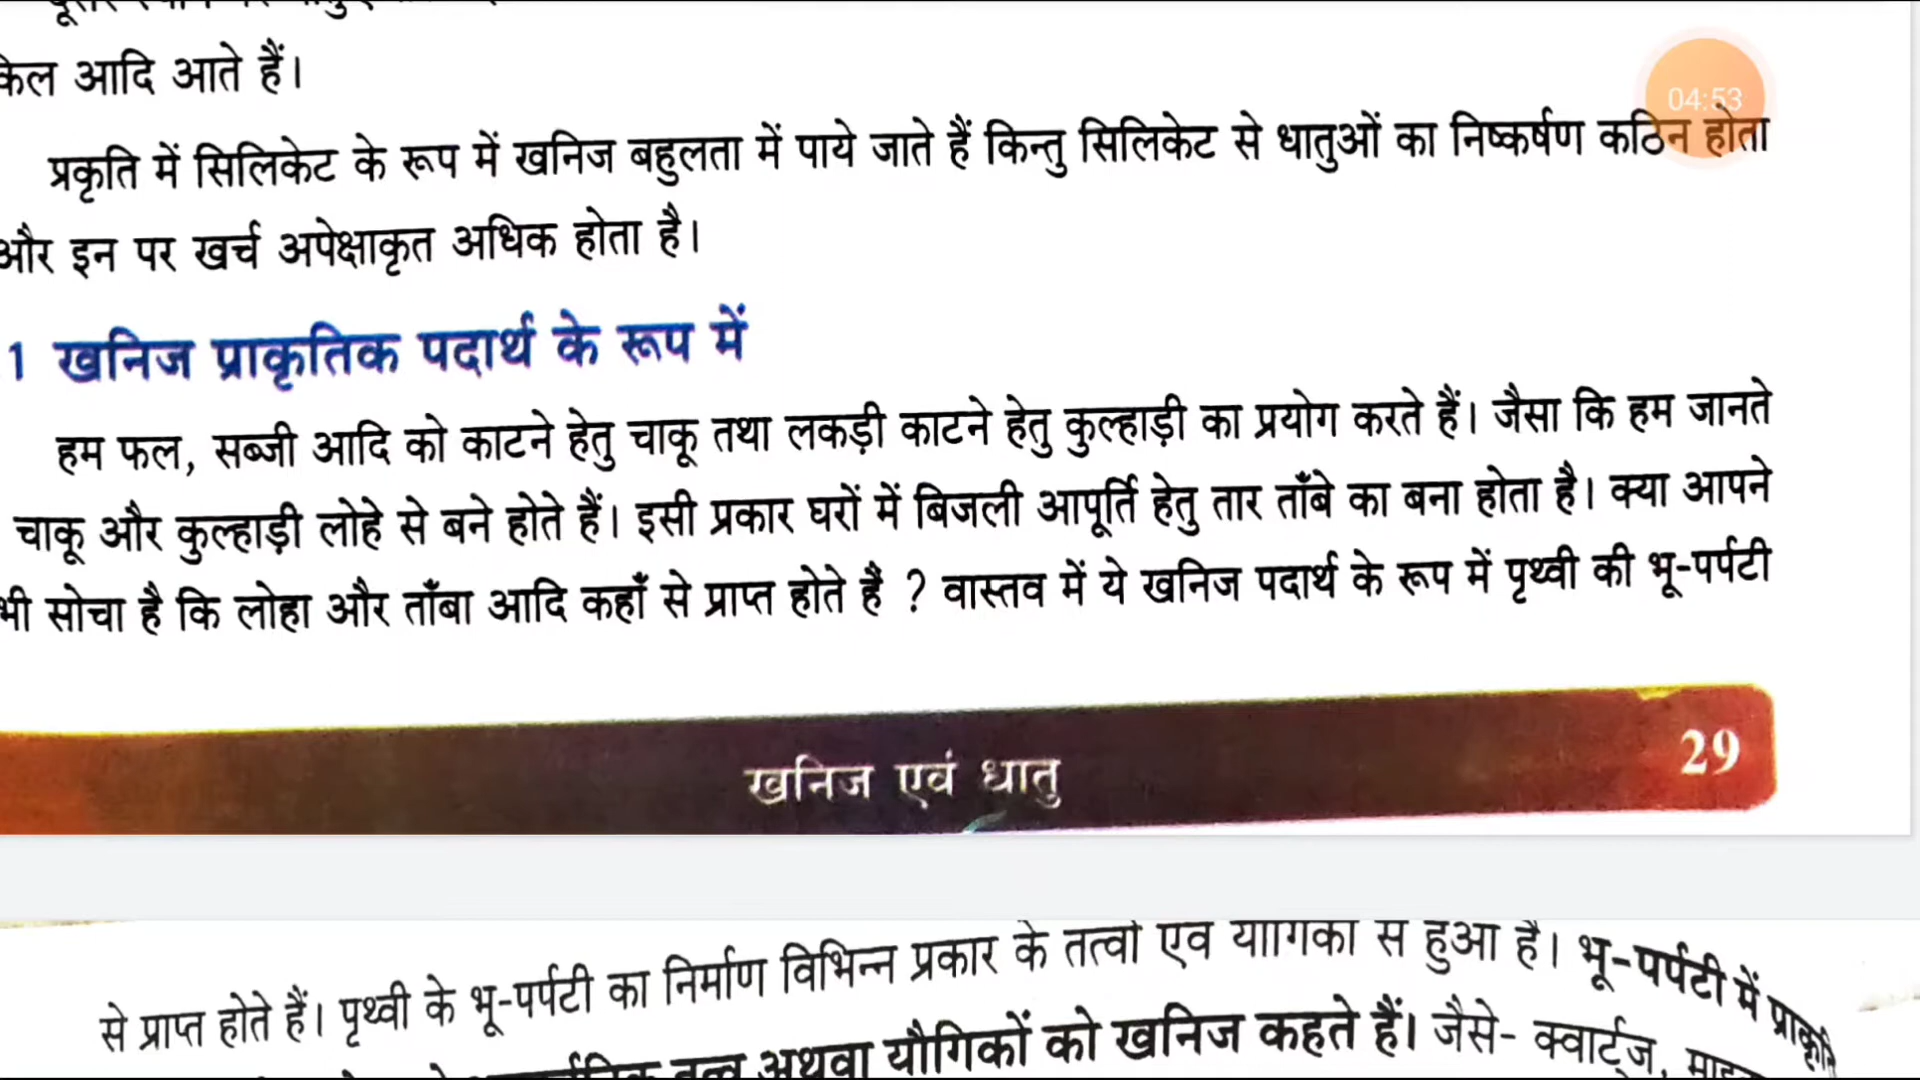 आदि आते हैं।
04:53
प्रकृति में सिलिकेट के रूप में खनिज बहुलता में पाये जाते हैं किन्तु सिलिकेट से धातुओं का निष्कर्षण कठिन होता
और इन पर खर्च अपेक्षाकृत अधिक होता है।
1 खनिज प्राकृतिक पदार्थ के रूप में
हम फल, सब्जी आदि को काटने हेतु चाकू तथा लकड़ी काटने हेतु कुल्हाड़ी का प्रयोग करते हैं। जैसा कि हम जानते
चाकू और कुल्हाड़ी लोहे से बने होते हैं। इसी प्रकार घरों में बिजली आपूर्ति हेतु तार ताँबे का बना होता है। क्या आपने
भी सोचा है कि लोहा और ताँबा आदि कहाँ से प्राप्त होते हैं ? वास्तव में ये खनिज पदार्थ के रूप में पृथ्वी की भू-पर्पटी
खनिज एवं धातु
29
से प्राप्त होते हैं। पृथ्वी के भू-पर्पटी का निर्माण विभिन्न प्रकार के तत्वों एवं यौगिकों से हुआ है। भू-पर्पटी में
अथवा यौगिकों को खनिज कहते हैं। जैसे- क्वार्ट्ज,